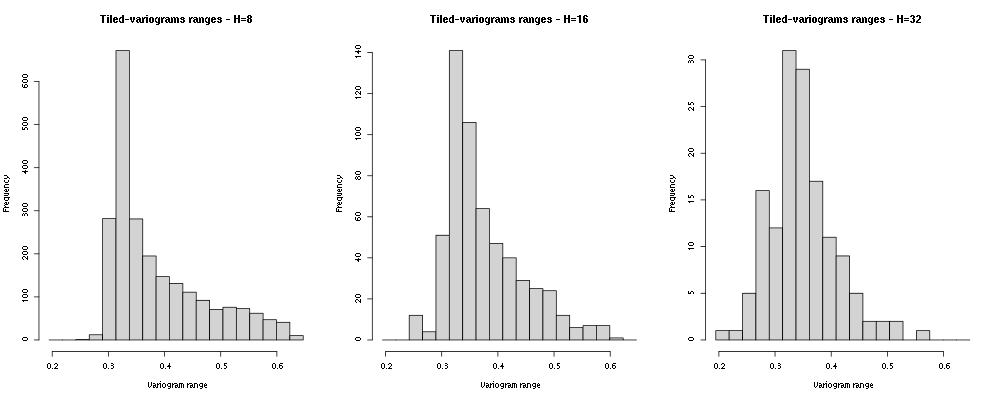 Tiled-variograms ranges - H=8
Frequency
0
100
200
300
400
500
600
0.2 0.3 0.4 0.5 0.6
Variogram range
Tiled-variograms ranges - H=16
Frequency
0
20
40
60
80
100
120
140
0.2 0.3 0.4 0.5 0.6
Variogram range
Tiled-variograms ranges - H=32
Frequency
0
5
10
15
20
25
30
0.2 0.3 0.4 0.5 0.6
Variogram range